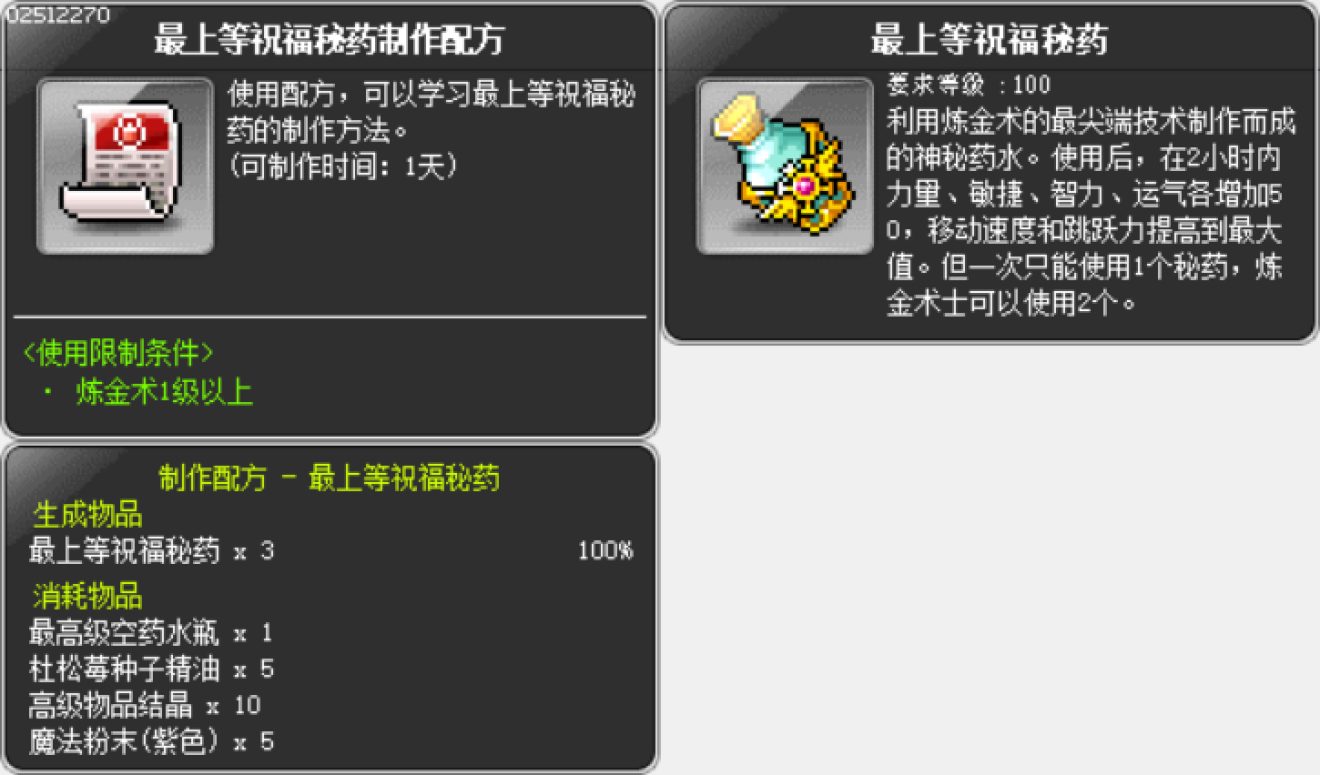 02512270
最上等祝福秘药制作配方
使用配方，可以学习最上等祝福秘
药的制作方法。
(可制作时间：1天)
<使用限制条件>
· 炼金术1级以上
制作配方 - 最上等祝福秘药
生成物品
最上等祝福秘药 x 3 100%
消耗物品
最高级空药水瓶 x 1
杜松莓种子精油 x 5
高级物品结晶 x 10
魔法粉末(紫色) x 5
最上等祝福秘药
要求等级 :100
利用炼金术的最尖端技术制作而成
的神秘药水。使用后，在2小时内
力量、敏捷、智力、运气各增加5
0，移动速度和跳跃力提高到最大
值。但一次只能使用1个秘药，炼
金术士可以使用2个。